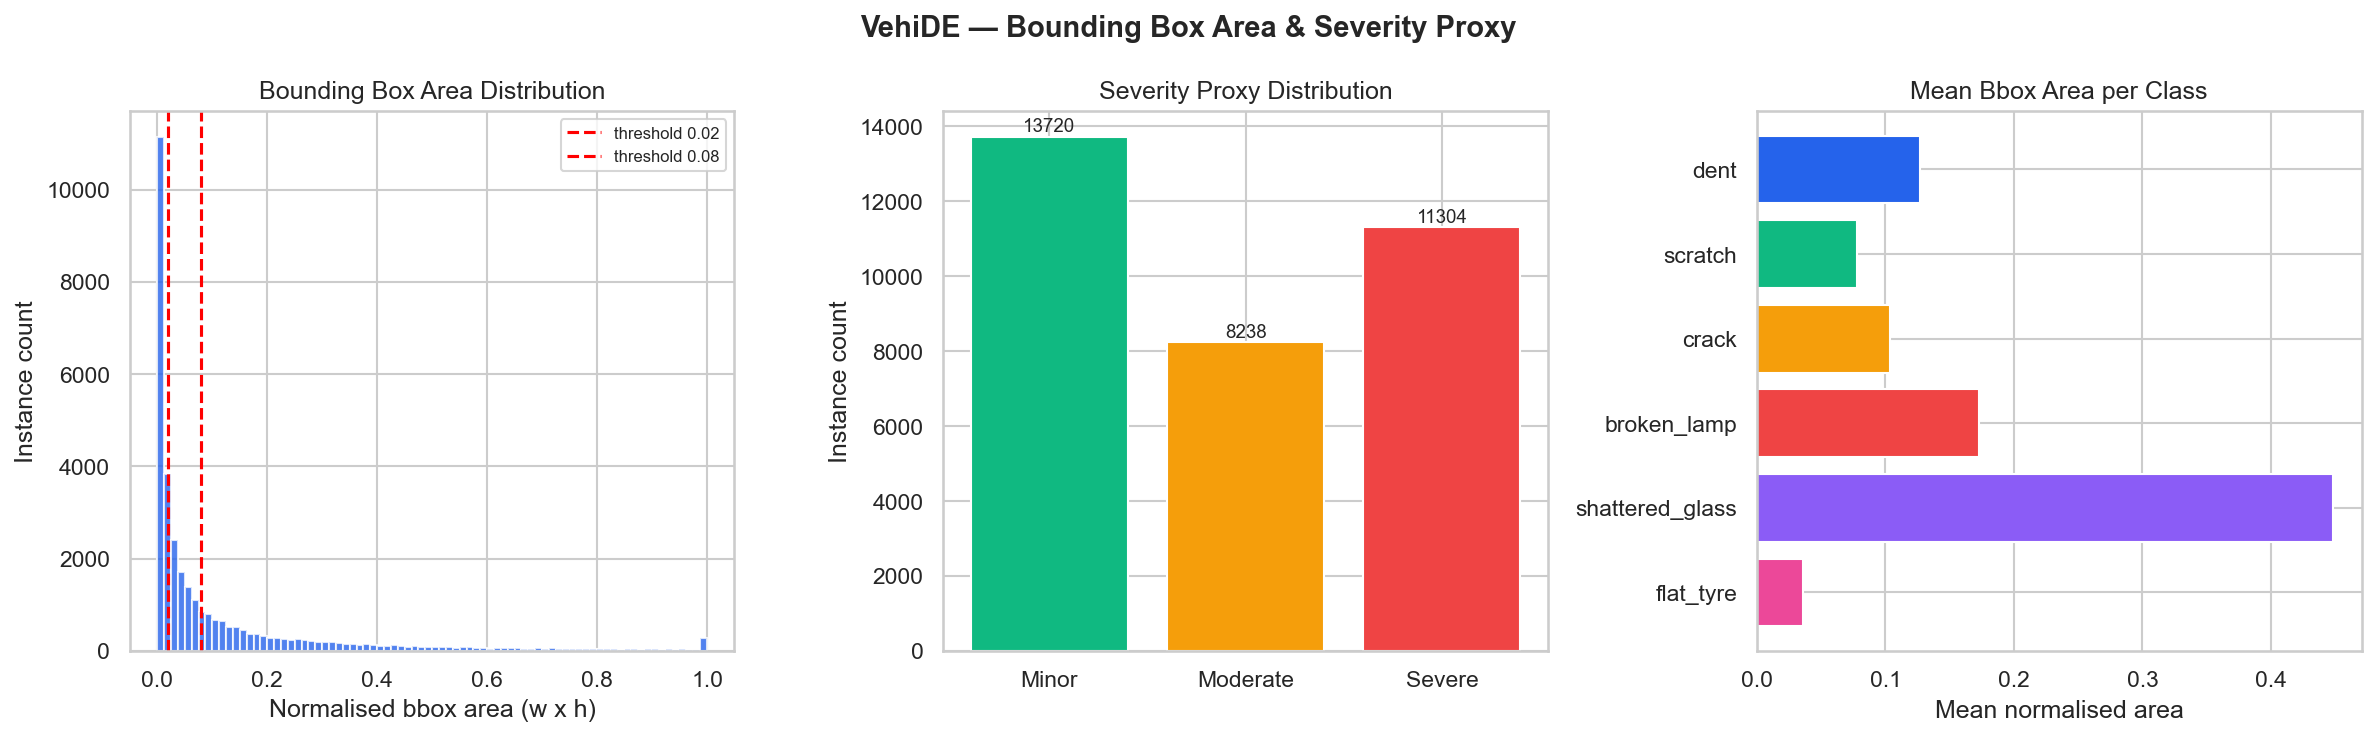 VehiDE — Bounding Box Area & Severity Proxy
Bounding Box Area Distribution
threshold 0.02
threshold 0.08
Instance count
10000
8000
6000
4000
2000
0
0.0 0.2 0.4 0.6 0.8 1.0
Normalised bbox area (w x h)
Severity Proxy Distribution
Instance count
14000
12000
10000
8000
6000
4000
2000
0
13720
8238
11304
Minor Moderate Severe
Mean Bbox Area per Class
dent
scratch
crack
broken_lamp
shattered_glass
flat_tyre
0.0 0.1 0.2 0.3 0.4
Mean normalised area